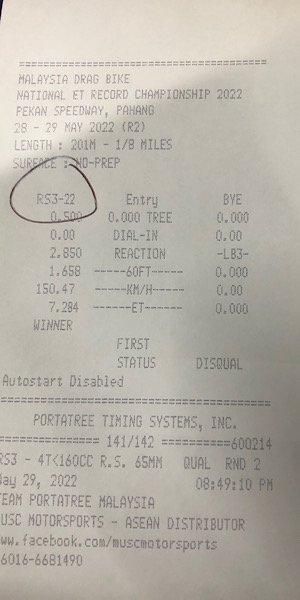 ==========================================
MALAYSIA DRAG BIKE
NATIONAL ET RECORD CHAMPIONSHIP 2022
PEKAN SPEEDWAY, PAHANG
28 - 29 MAY 2022 (R2)
LENGTH : 201M - 1/8 MILES
SURFACE : NO-PREP
RS3-22 Entry BYE
0.500 0.000 TREE 0.000
0.00 DIAL-IN 0.00
2.850 REACTION -LB3-
1.658 ------60FT------ 0.000
150.47 ------KM/H------ 0.00
7.284 -------ET------- 0.000
WINNER
FIRST
STATUS DISQUAL
Autostart Disabled
==========================================
PORTATREE TIMING SYSTEMS, INC.
=============== 141/142 ==========600214
RS3 - 4T<160CC R.S. 65MM QUAL RND 2
May 29, 2022 08:49:10 PM
TEAM PORTATREE MALAYSIA
MUSC MOTORSPORTS - ASEAN DISTRIBUTOR
www.facebook.com/muscmotorsports
6016-6681490